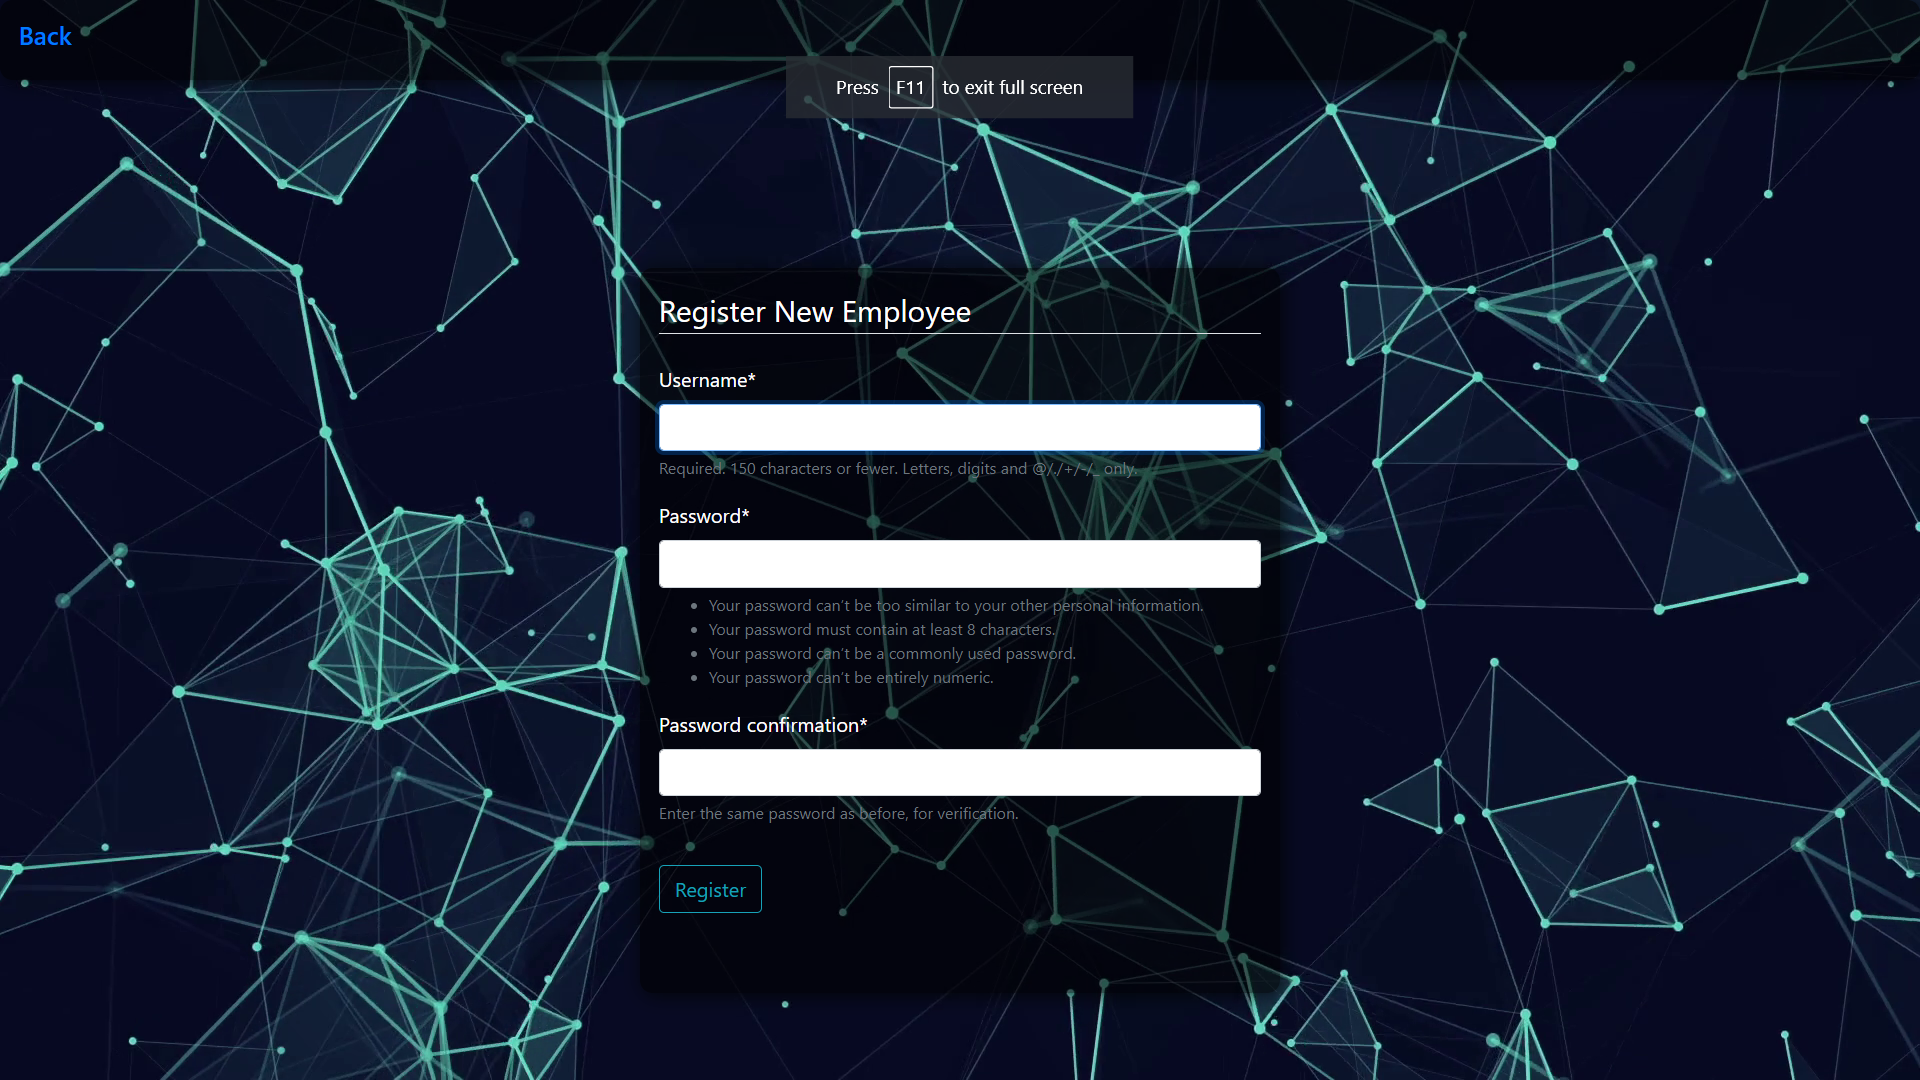 Back
Press F11 to exit full screen
Register New Employee
Username*
Required. 150 characters or fewer. Letters, digits and @/./+/-/_ only.
Password*
Your password can’t be too similar to your other personal information.
Your password must contain at least 8 characters.
Your password can’t be a commonly used password.
Your password can’t be entirely numeric.
Password confirmation*
Enter the same password as before, for verification.
Register